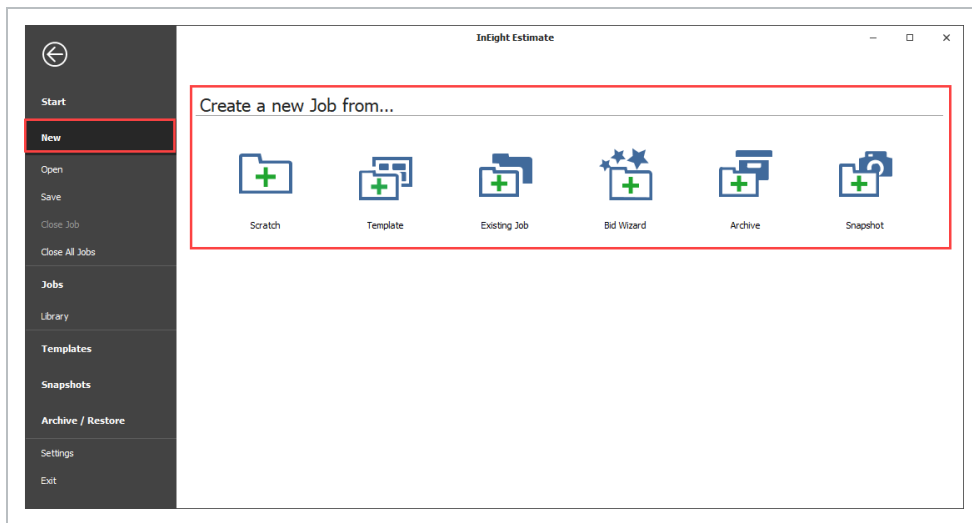 InEight Estimate
Start
New
Open
Save
Close Job
Close All Jobs
Jobs
Library
Templates
Snapshots
Archive / Restore
Settings
Exit
Create a new Job from...
Scratch
Template
Existing Job
Bid Wizard
Archive
Snapshot